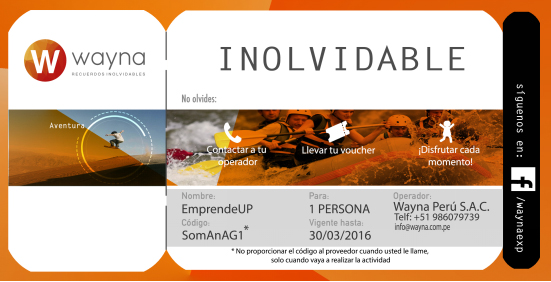 W wayna
RECUERDOS INOLVIDABLES
Aventura
INOLVIDABLE
No olvides:
Contactar a tu
operador
Llevar tu voucher
¡Disfrutar cada
momento!
Nombre:
EmprendeUP
Código:
SomAnAG1*
Para:
1 PERSONA
Vigente hasta:
30/03/2016
Operador:
Wayna Perú S.A.C.
Telf: +51 986079739
info@wayna.com.pe
* No proporcionar el código al proveedor cuando usted le llame,
solo cuando vaya a realizar la actividad
síguenos en: f /waynaexp